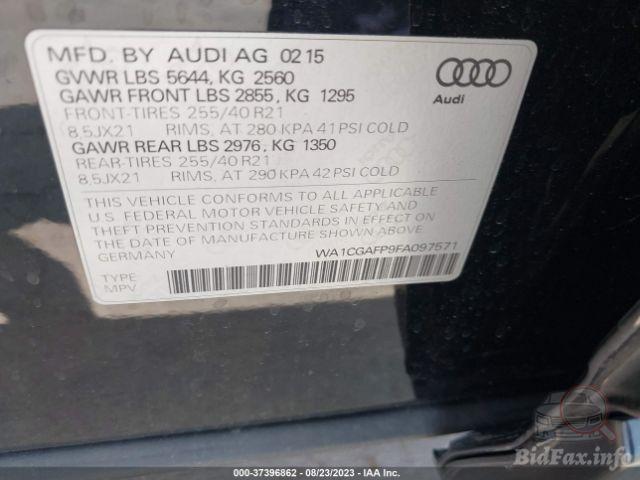 MFD. BY AUDI AG 02 15
GVWR LBS 5644, KG 2560
GAWR FRONT LBS 2855, KG 1295
FRONT-TIRES 255/40 R21
8,5JX21 RIMS, AT 280 KPA 41 PSI COLD
GAWR REAR LBS 2976, KG 1350
REAR-TIRES 255/40 R21
8,5JX21 RIMS, AT 290 KPA 42 PSI COLD
THIS VEHICLE CONFORMS TO ALL APPLICABLE
U.S. FEDERAL MOTOR VEHICLE SAFETY AND
THEFT PREVENTION STANDARDS IN EFFECT ON
THE DATE OF MANUFACTURE SHOWN ABOVE
GERMANY WA1CGAFP9FA097571
TYPE
MPV
Audi
BidFax.info
000-37396862 - 08/23/2023 - IAA Inc.